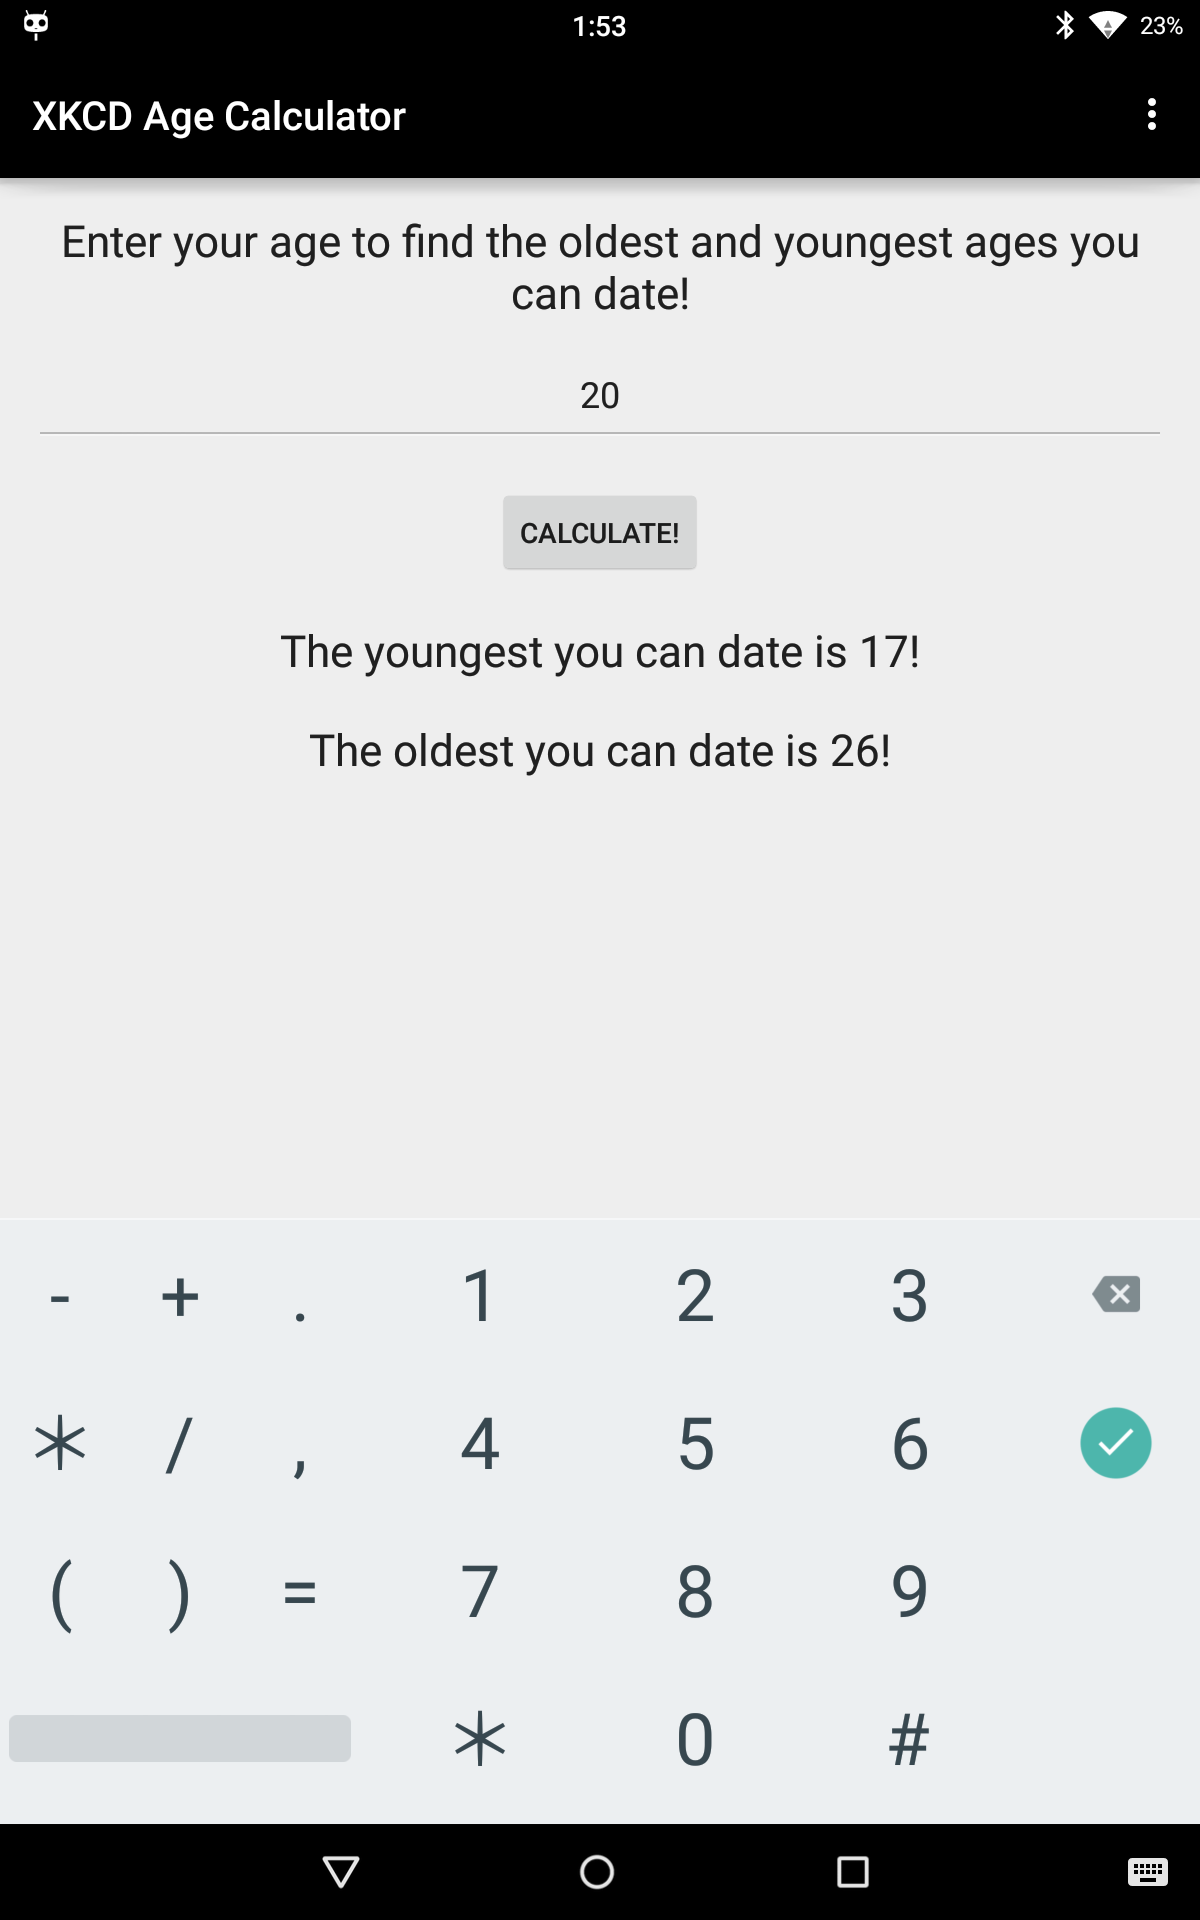 1:53
23%
XKCD Age Calculator
Enter your age to find the oldest and youngest ages you
can date!
20
CALCULATE!
The youngest you can date is 17!
The oldest you can date is 26!
- + . 1 2 3
* / , 4 5 6
( ) = 7 8 9
* 0 #